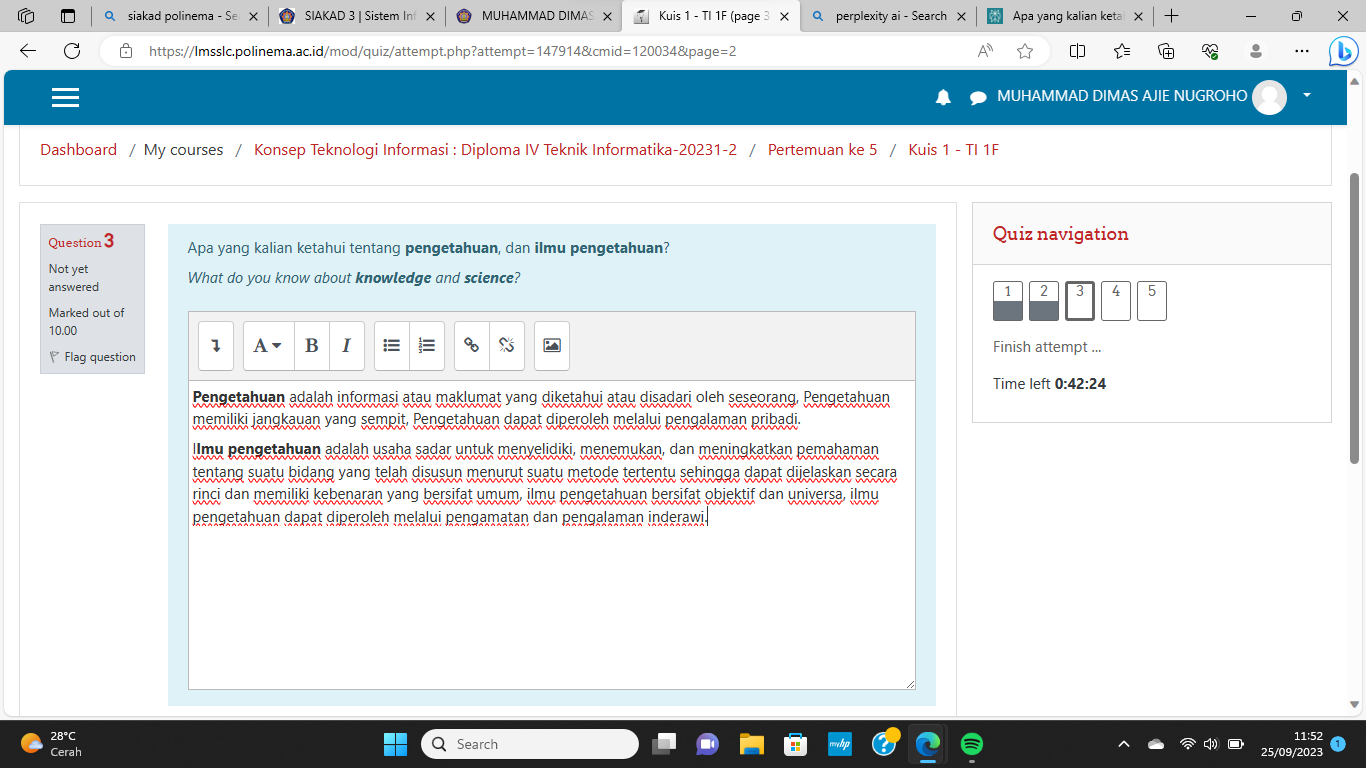 siakad polinema - Se
SIAKAD 3 | Sistem Inf
MUHAMMAD DIMAS
Kuis 1 - TI 1F (page 3
perplexity ai - Search
Apa yang kalian ketah
https://lmsslc.polinema.ac.id/mod/quiz/attempt.php?attempt=147914&cmid=120034&page=2
MUHAMMAD DIMAS AJIE NUGROHO
Dashboard / My courses / Konsep Teknologi Informasi : Diploma IV Teknik Informatika-20231-2 / Pertemuan ke 5 / Kuis 1 - TI 1F
Question 3
Not yet
answered
Marked out of
10.00
Flag question
Apa yang kalian ketahui tentang pengetahuan, dan ilmu pengetahuan?
What do you know about knowledge and science?
A B I
Pengetahuan adalah informasi atau maklumat yang diketahui atau disadari oleh seseorang, Pengetahuan
memiliki jangkauan yang sempit, Pengetahuan dapat diperoleh melalui pengalaman pribadi.
Ilmu pengetahuan adalah usaha sadar untuk menyelidiki, menemukan, dan meningkatkan pemahaman
tentang suatu bidang yang telah disusun menurut suatu metode tertentu sehingga dapat dijelaskan secara
rinci dan memiliki kebenaran yang bersifat umum, ilmu pengetahuan bersifat objektif dan universa, ilmu
pengetahuan dapat diperoleh melalui pengamatan dan pengalaman inderawi.
Quiz navigation
1 2 3 4 5
Finish attempt ...
Time left 0:42:24
28°C
Cerah
Search
myhp
11:52
25/09/2023
1